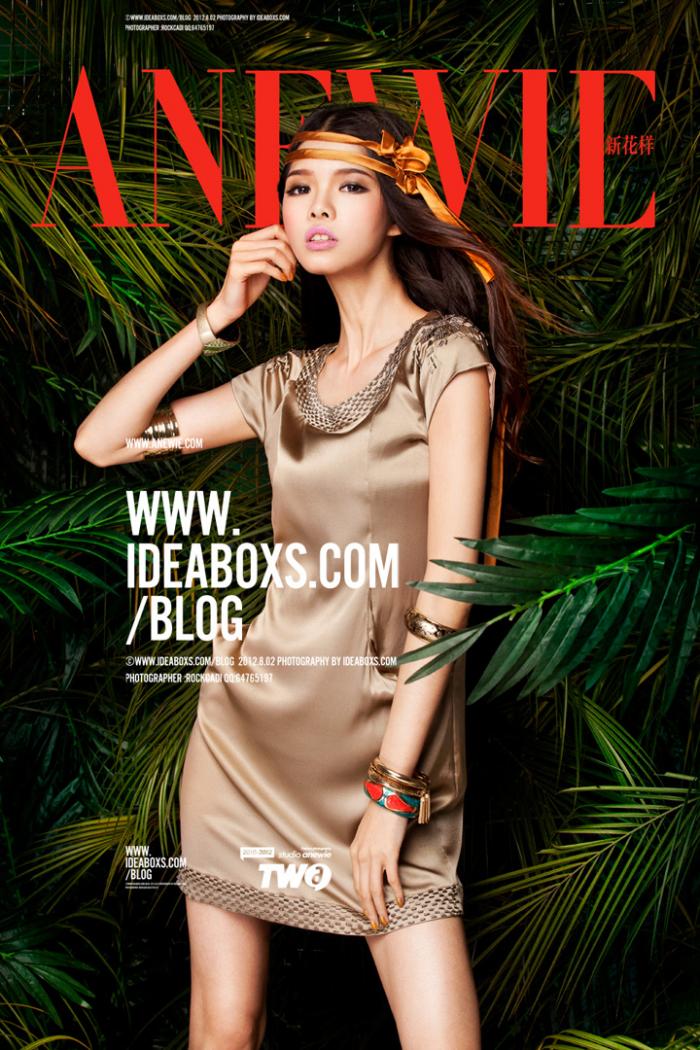 ©WWW.IDEABOXS.COM/BLOG 2012.8.02 PHOTOGRAPHY BY IDEABOXS.COM
PHOTOGRAPHER :ROCKCADI QQ:64765197
ANEWIE
新花样
WWW.ANEWIE.COM
WWW.
IDEABOXS.COM
/BLOG
©WWW.IDEABOXS.COM/BLOG 2012.8.02 PHOTOGRAPHY BY IDEABOXS.COM
PHOTOGRAPHER :ROCKCADI QQ:64765197
WWW.
IDEABOXS.COM
/BLOG
2010-2012 studio anewie
TWO